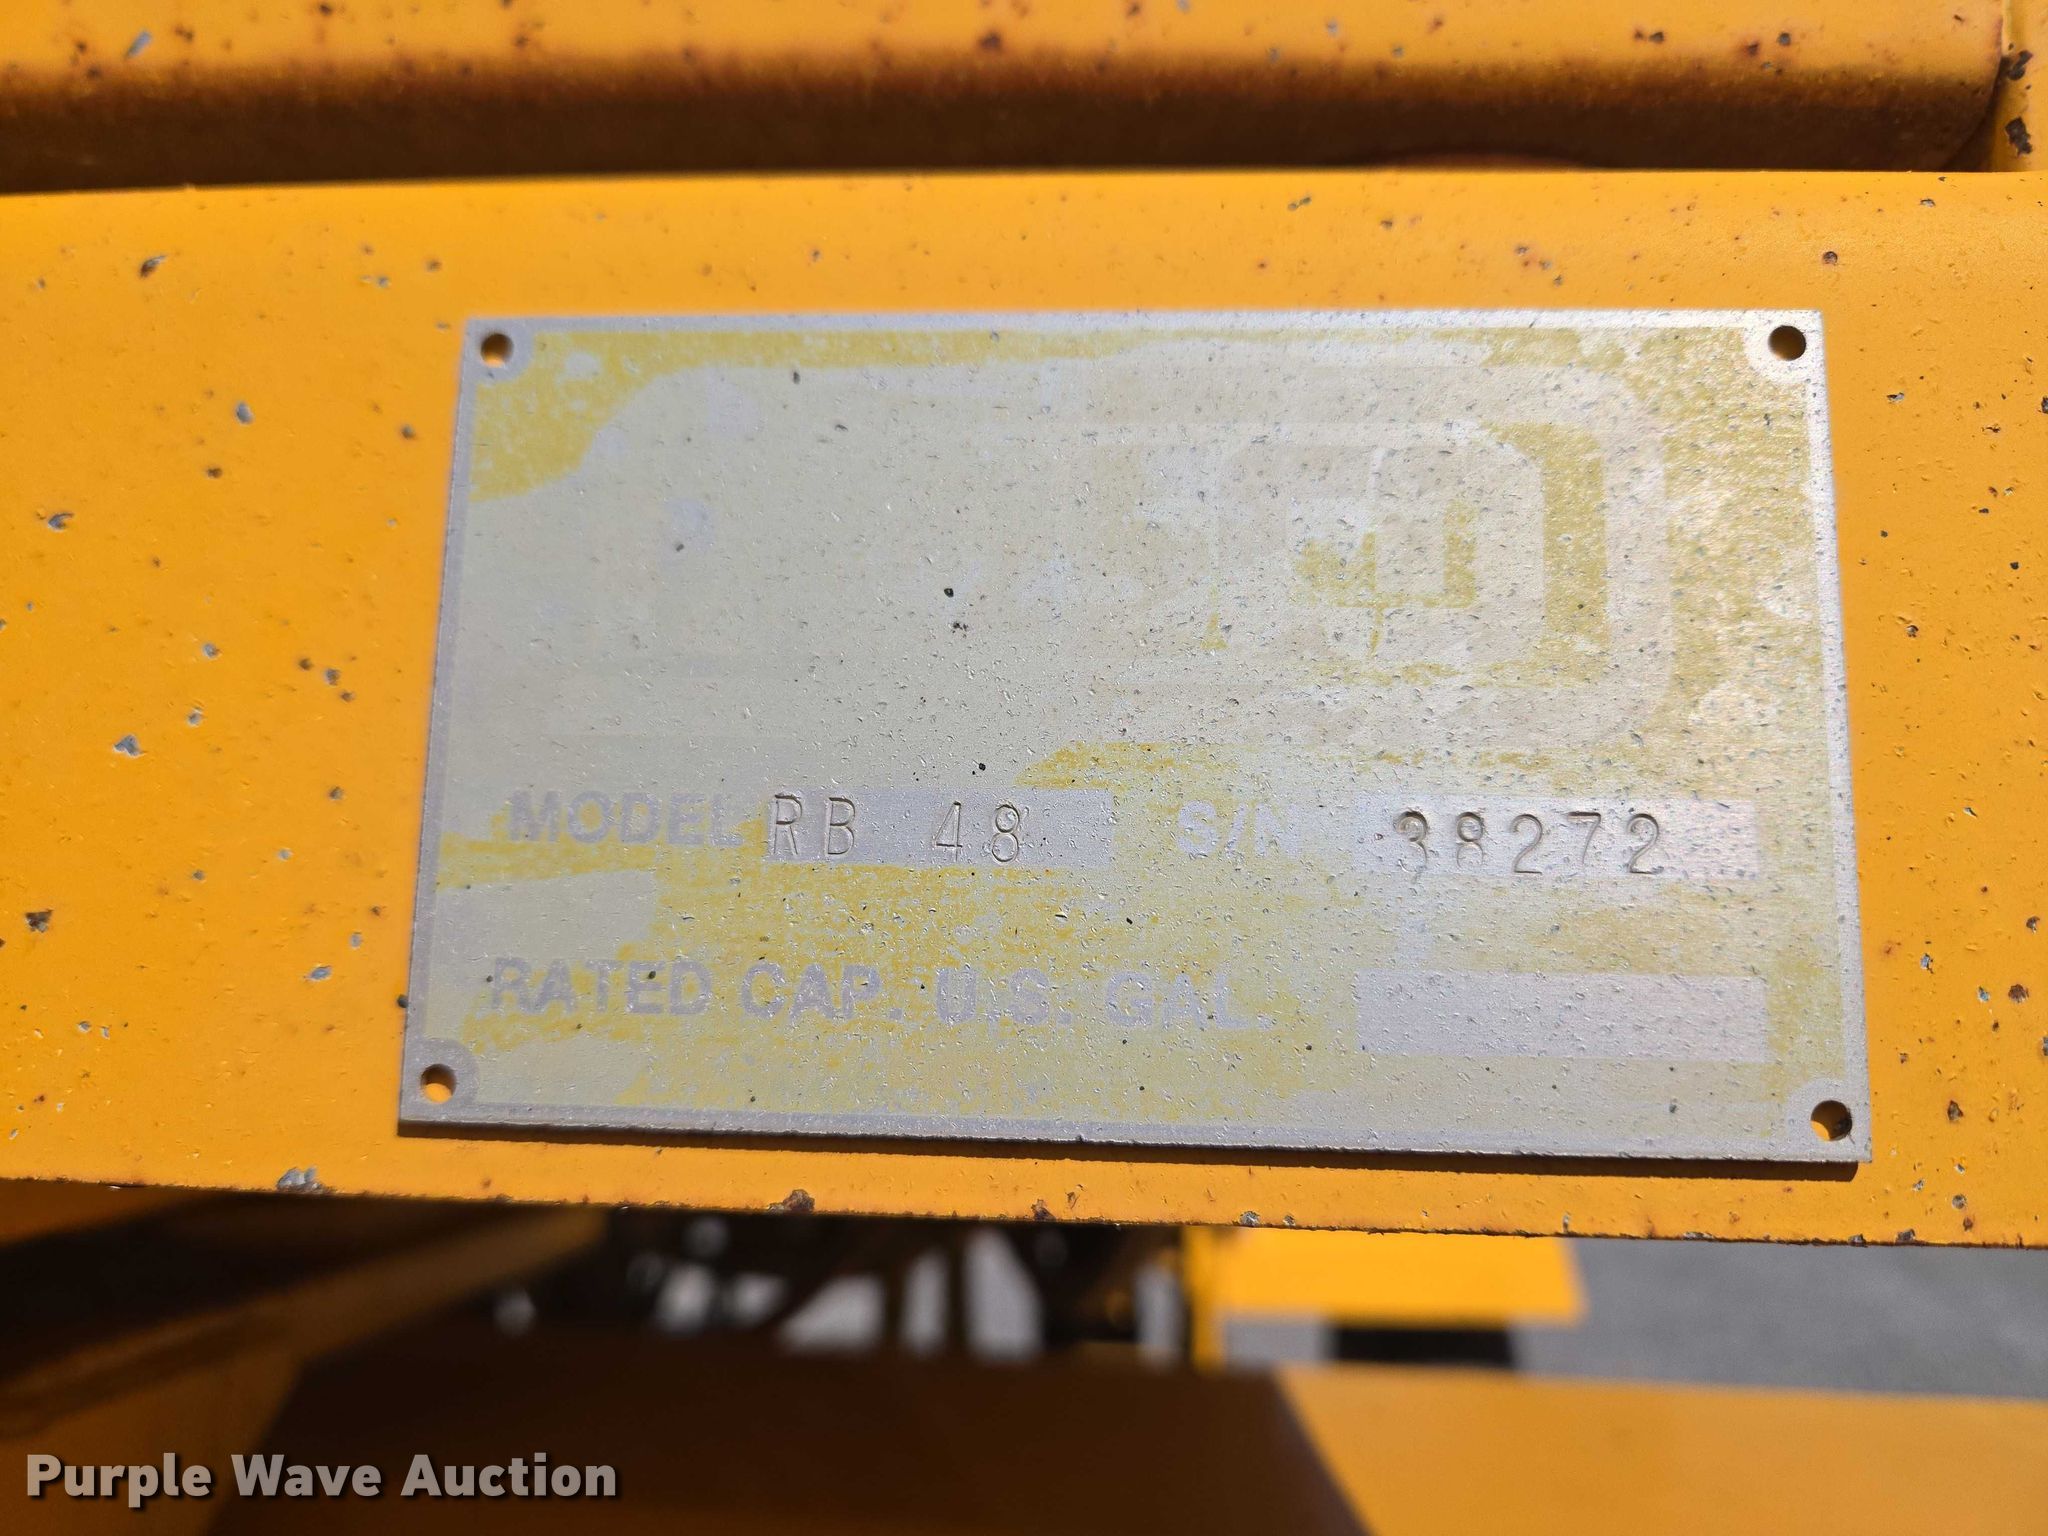 MODEL RB 48 S/N 38272
RATED CAP. U.S. GAL.
Purple Wave Auction